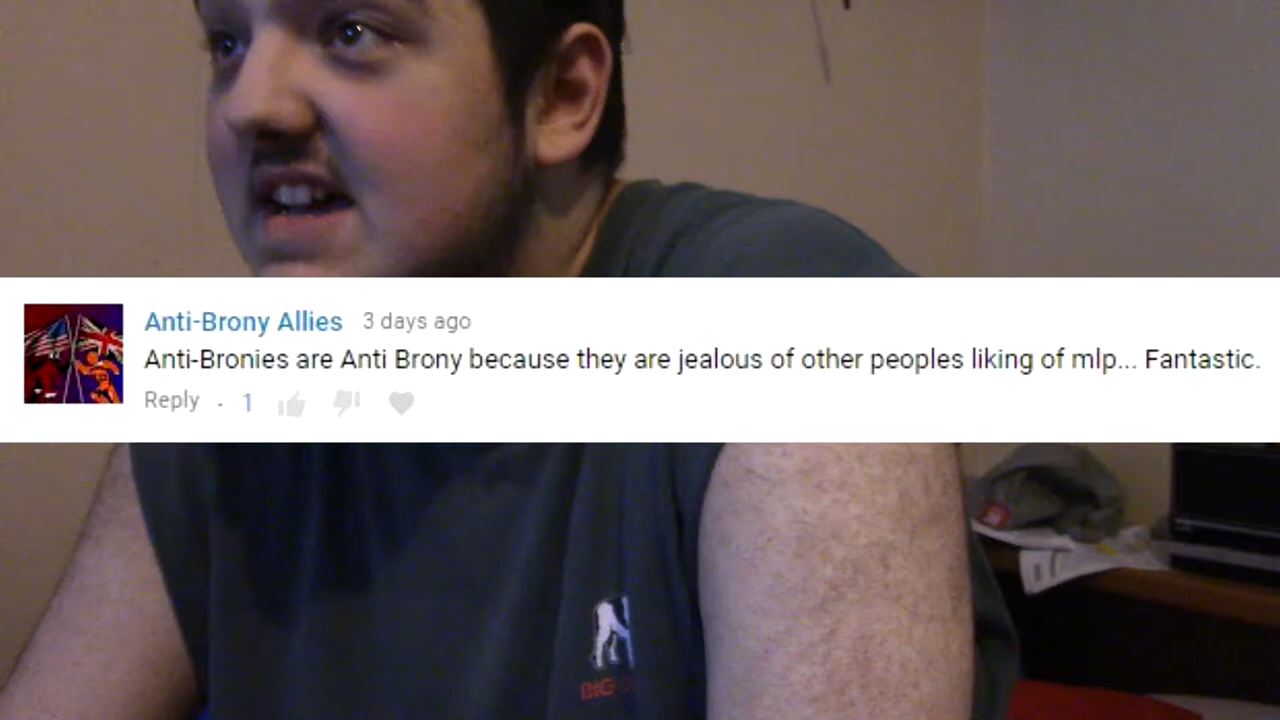 Anti-Brony Allies 3 days ago
Anti-Bronies are Anti Brony because they are jealous of other peoples liking of mlp... Fantastic.
Reply . 1
BIG